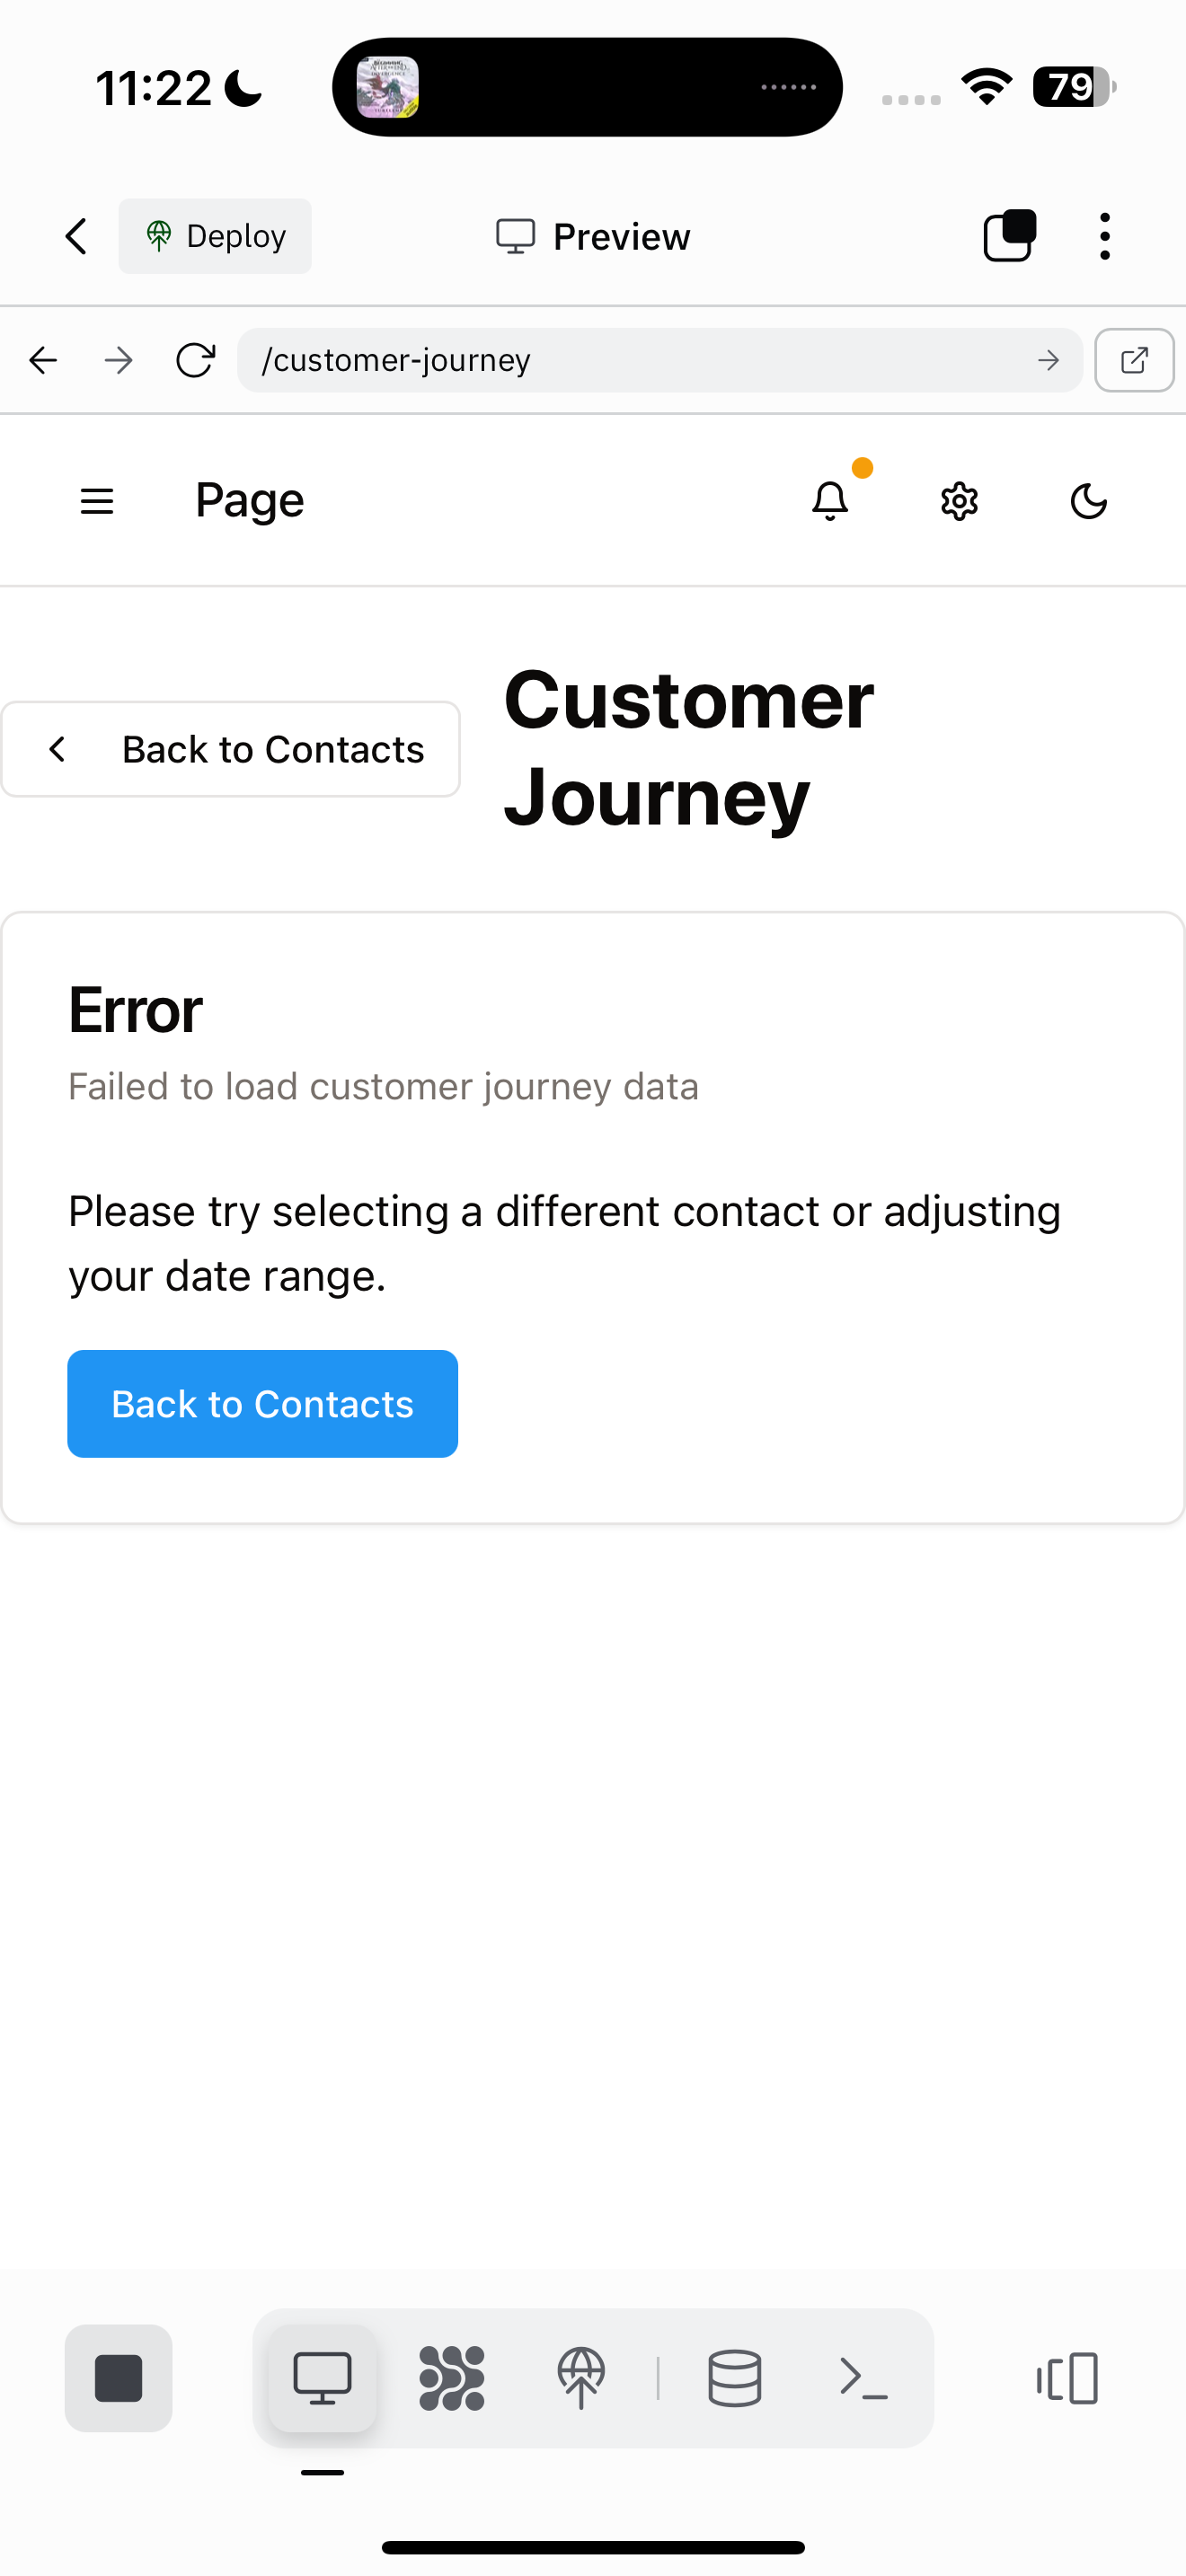 11:22
79
Deploy
Preview
/customer-journey
Page
Back to Contacts
Customer
Journey
Error
Failed to load customer journey data
Please try selecting a different contact or adjusting
your date range.
Back to Contacts